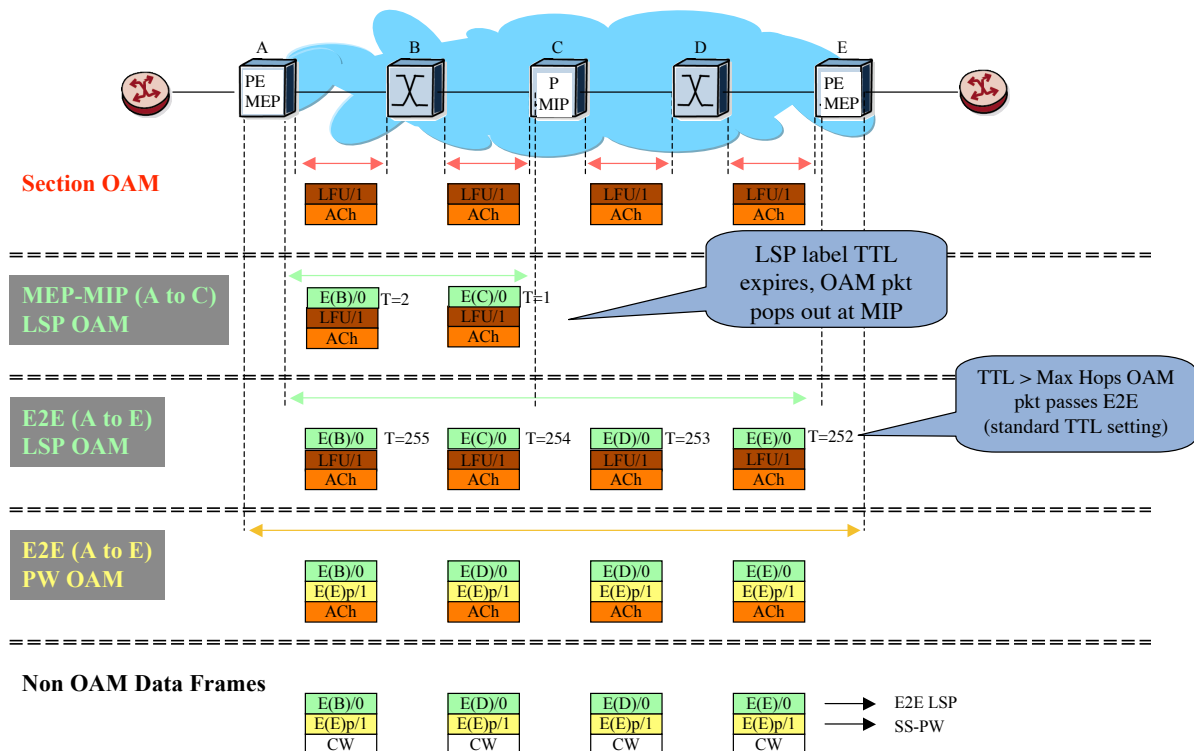 A
B
C
D
E
PE
MEP
P
MIP
PE
MEP
Section OAM
LFU/1
ACh
LFU/1
ACh
LFU/1
ACh
LFU/1
ACh
LSP label TTL
expires, OAM pkt
pops out at MIP
MEP-MIP (A to C)
LSP OAM
E(B)/0
T=2
LFU/1
ACh
E(C)/0
T=1
LFU/1
ACh
TTL > Max Hops OAM
pkt passes E2E
(standard TTL setting)
E2E (A to E)
LSP OAM
E(B)/0
T=255
LFU/1
ACh
E(C)/0
T=254
LFU/1
ACh
E(D)/0
T=253
LFU/1
ACh
E(E)/0
T=252
LFU/1
ACh
E2E (A to E)
PW OAM
E(B)/0
E(E)p/1
ACh
E(D)/0
E(E)p/1
ACh
E(D)/0
E(E)p/1
ACh
E(E)/0
E(E)p/1
ACh
Non OAM Data Frames
E(B)/0
E(E)p/1
CW
E(D)/0
E(E)p/1
CW
E(D)/0
E(E)p/1
CW
E(E)/0
E(E)p/1
CW
E2E LSP
SS-PW